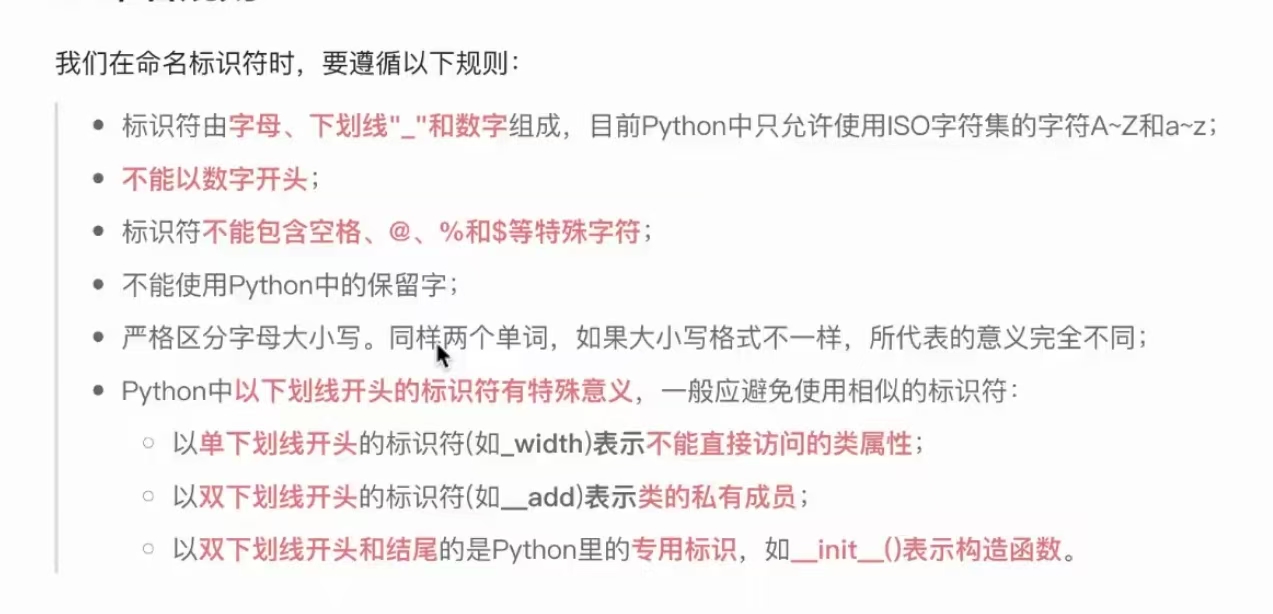 我们在命名标识符时，要遵循以下规则：
标识符由字母、下划线"_"和数字组成，目前Python中只允许使用ISO字符集的字符A~Z和a~z；
不能以数字开头；
标识符不能包含空格、@、%和$等特殊字符；
不能使用Python中的保留字；
严格区分字母大小写。同样两个单词，如果大小写格式不一样，所代表的意义完全不同；
Python中以下划线开头的标识符有特殊意义，一般应避免使用相似的标识符：
以单下划线开头的标识符(如_width)表示不能直接访问的类属性；
以双下划线开头的标识符(如__add)表示类的私有成员；
以双下划线开头和结尾的是Python里的专用标识，如__init__()表示构造函数。